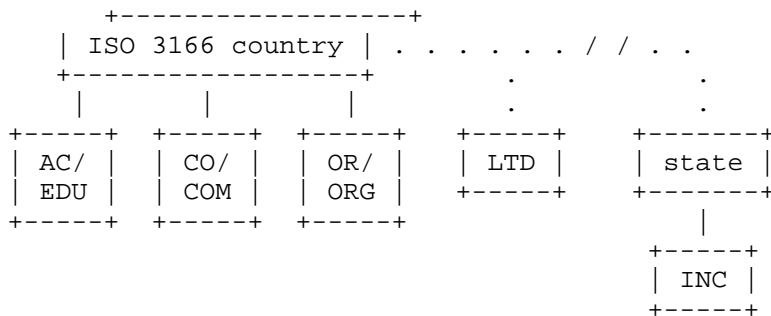 ISO 3166 country . . . . . . / / . .
AC/ CO/ OR/ LTD state
EDU COM ORG
INC